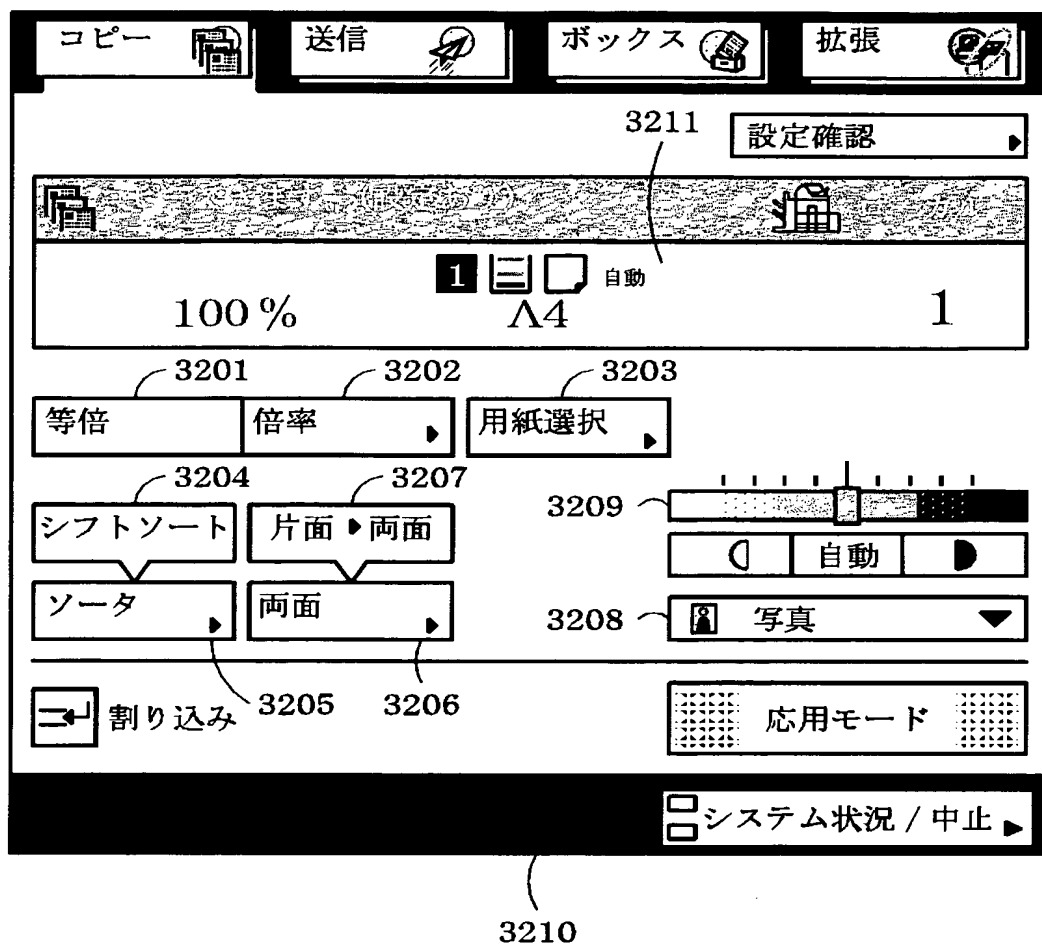 コピー 送信 ボックス 拡張
3211 設定確認
1 自動
100 % A4 1
3201 3202 3203
等倍 倍率 用紙選択
3204 3207
シフトソート 片面 両面 3209
自動
ソータ 両面 3208 写真
3205 3206
割り込み 応用モード
システム状況 / 中止
3210